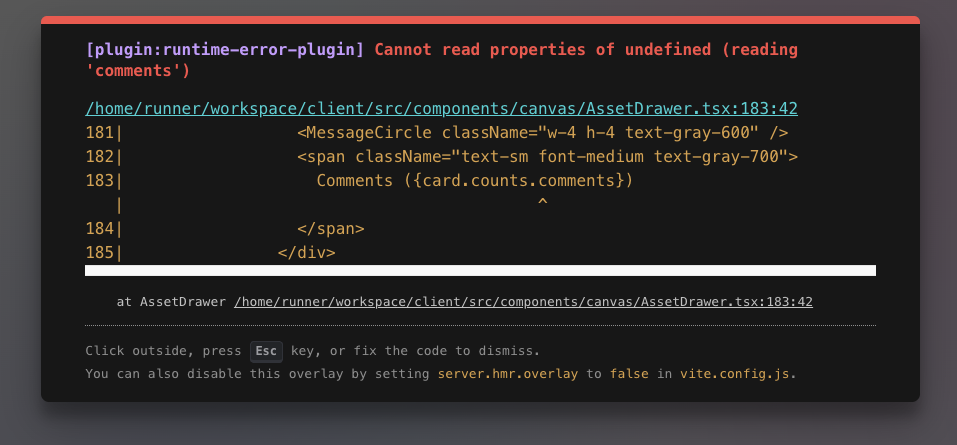 [plugin:runtime-error-plugin] Cannot read properties of undefined (reading
'comments')
/home/runner/workspace/client/src/components/canvas/AssetDrawer.tsx:183:42
181|                  <MessageCircle className="w-4 h-4 text-gray-600" />
182|                  <span className="text-sm font-medium text-gray-700">
183|                    Comments ({card.counts.comments})
   |                                           ^
184|                  </span>
185|                </div>
at AssetDrawer /home/runner/workspace/client/src/components/canvas/AssetDrawer.tsx:183:42
Click outside, press Esc key, or fix the code to dismiss.
You can also disable this overlay by setting server.hmr.overlay to false in vite.config.js.